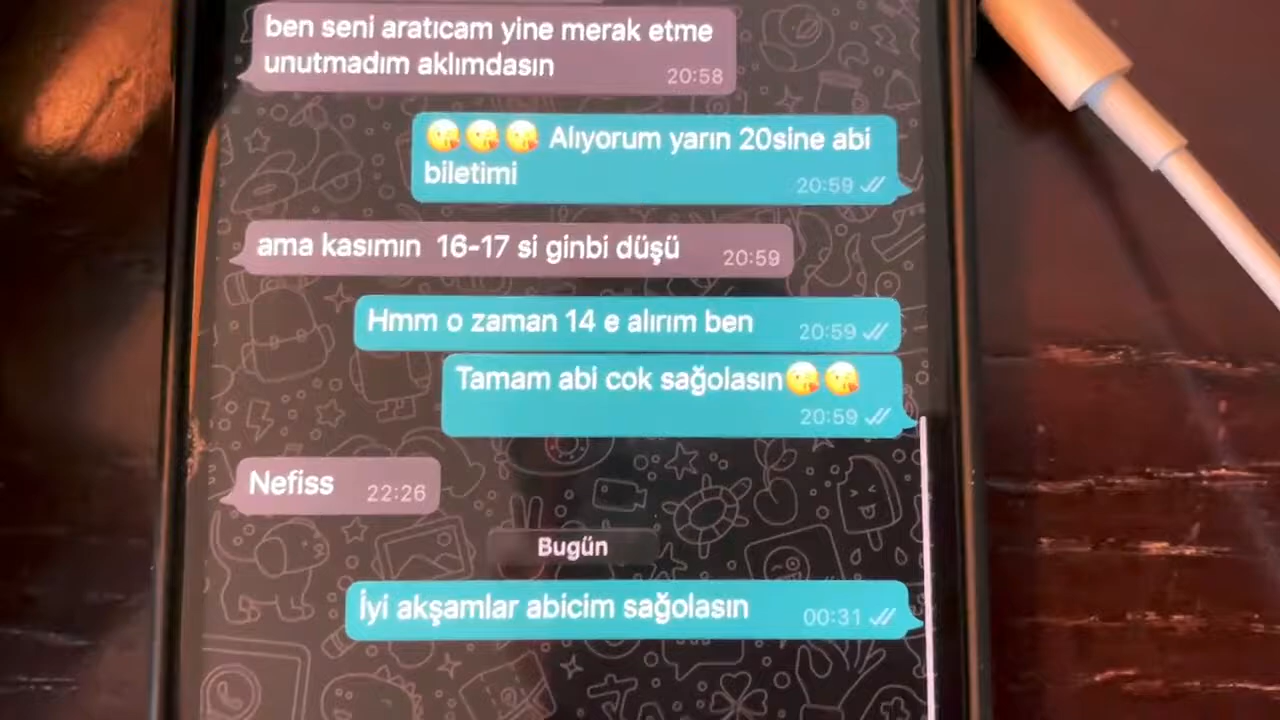 ben seni aratıcam yine merak etme
unutmadım aklımdasın
20:58
😘😘😘 Alıyorum yarın 20sine abi
biletimi
20:59
ama kasımın 16-17 si ginbi düşü
20:59
Hmm o zaman 14 e alırım ben
20:59
Tamam abi cok sağolasın😘😘
20:59
Nefiss
22:26
Bugün
İyi akşamlar abicim sağolasın
00:31